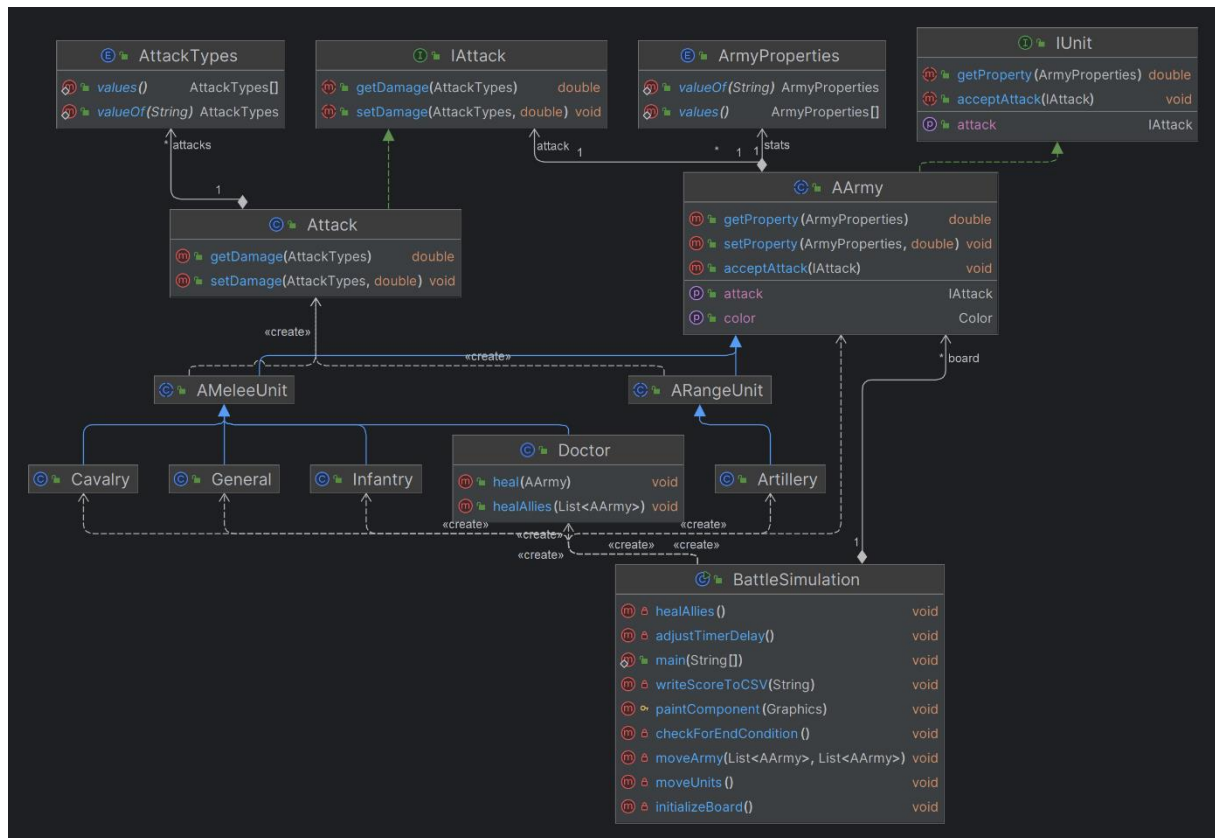 AttackTypes
values() AttackTypes[]
valueOf(String) AttackTypes
IAttack
getDamage(AttackTypes) double
setDamage(AttackTypes, double) void
ArmyProperties
valueOf(String) ArmyProperties
values() ArmyProperties[]
IUnit
getProperty(ArmyProperties) double
acceptAttack(IAttack) void
attack IAttack
* attacks
1
attack 1
* 1 1 stats
Attack
getDamage(AttackTypes) double
setDamage(AttackTypes, double) void
AArmy
getProperty(ArmyProperties) double
setProperty(ArmyProperties, double) void
acceptAttack(IAttack) void
attack IAttack
color Color
«create»
«create»
* board
AMeleeUnit
ARangeUnit
Cavalry
General
Infantry
Doctor
heal(AArmy) void
healAllies(List<AArmy>) void
Artillery
«create» «create»
«create»
«create» «create» «create»
1
BattleSimulation
healAllies() void
adjustTimerDelay() void
main(String[]) void
writeScoreToCSV(String) void
paintComponent(Graphics) void
checkForEndCondition() void
moveArmy(List<AArmy>, List<AArmy>) void
moveUnits() void
initializeBoard() void